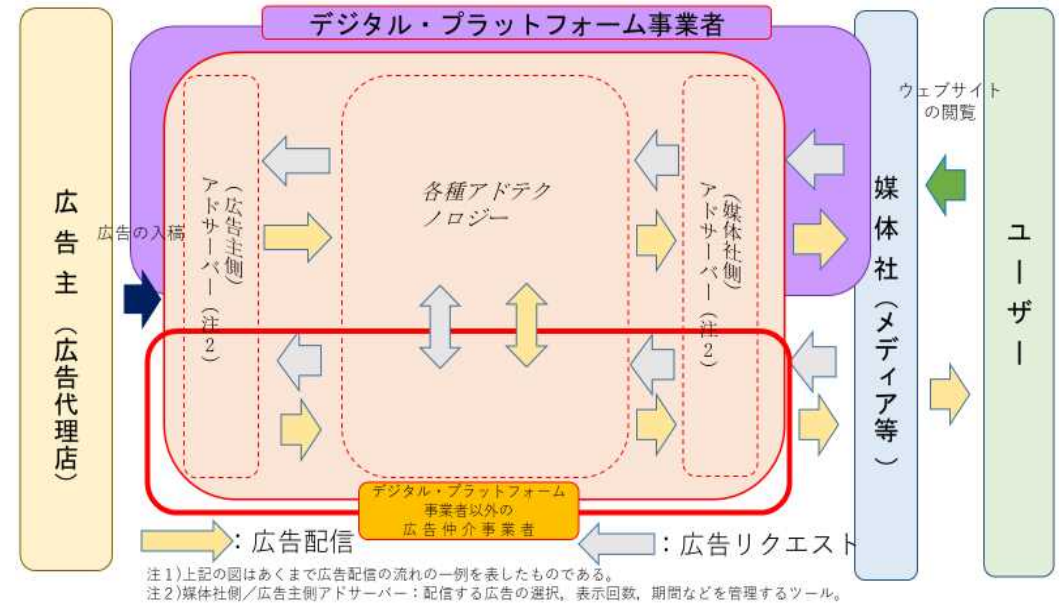 デジタル・プラットフォーム事業者
広告主（広告代理店）
広告の入稿
（広告主側）
アドサーバー（注２）
各種アドテク
ノロジー
（媒体社側）
アドサーバー（注２）
媒体社（メディア等）
ウェブサイト
の閲覧
ユーザー
デジタル・プラットフォーム
事業者以外の
広告仲介事業者
：広告配信
：広告リクエスト
注１)上記の図はあくまで広告配信の流れの一例を表したものである。
注２)媒体社側／広告主側アドサーバー：配信する広告の選択，表示回数，期間などを管理するツール。